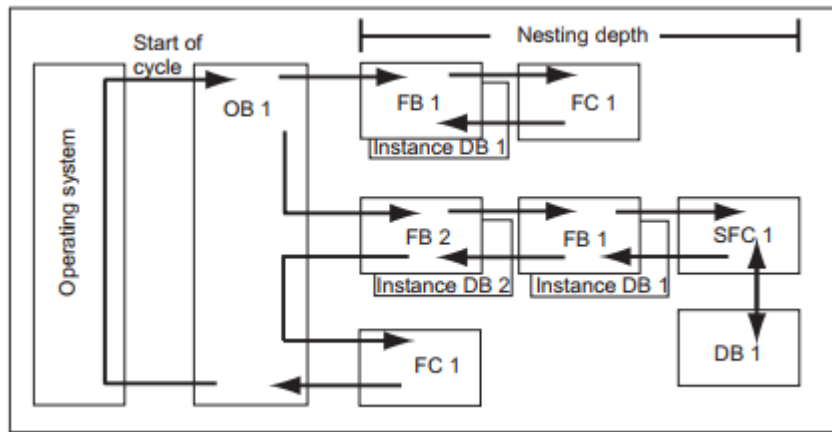 Nesting depth
Start of
cycle
Operating system
OB 1
FB 1
FC 1
Instance DB 1
FB 2
FB 1
SFC 1
Instance DB 2
Instance DB 1
FC 1
DB 1